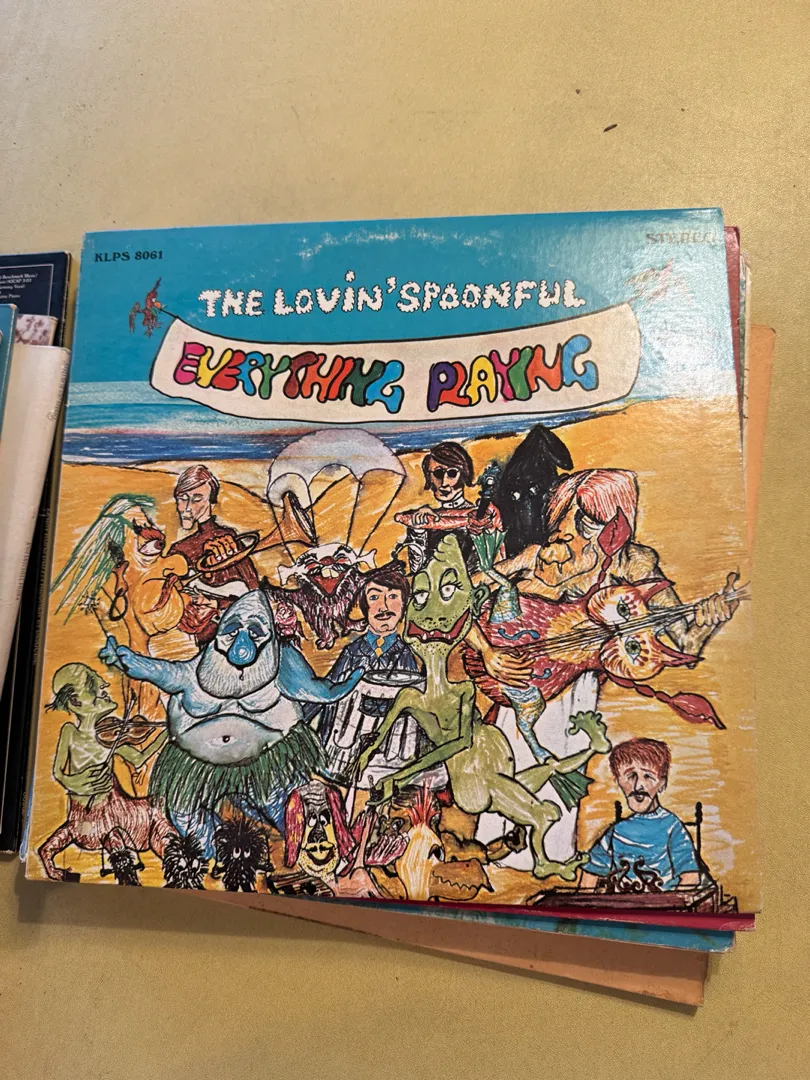 KLPS 8061
STEREO
THE LOVIN' SPOONFUL
EVERYTHING PLAYING